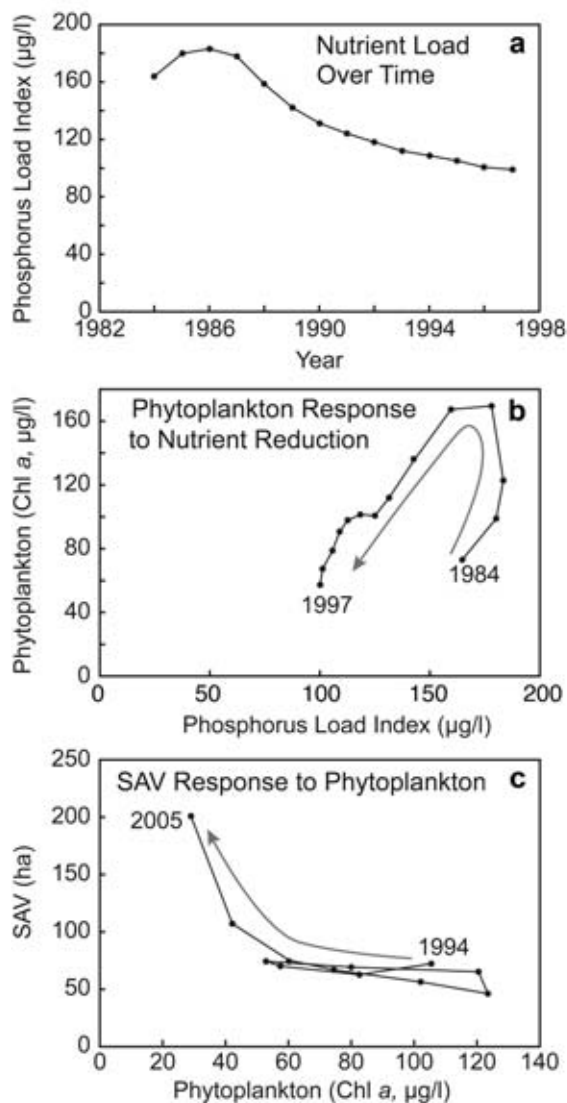 a
Nutrient Load
Over Time
Phosphorus Load Index (µg/l)
200
160
120
80
40
0
1982 1986 1990 1994 1998
Year
b
Phytoplankton Response
to Nutrient Reduction
Phytoplankton (Chl a, µg/l)
160
120
80
40
0
1984
1997
0 50 100 150 200
Phosphorus Load Index (µg/l)
c
SAV Response to Phytoplankton
SAV (ha)
250
200
150
100
50
0
2005
1994
0 20 40 60 80 100 120 140
Phytoplankton (Chl a, µg/l)